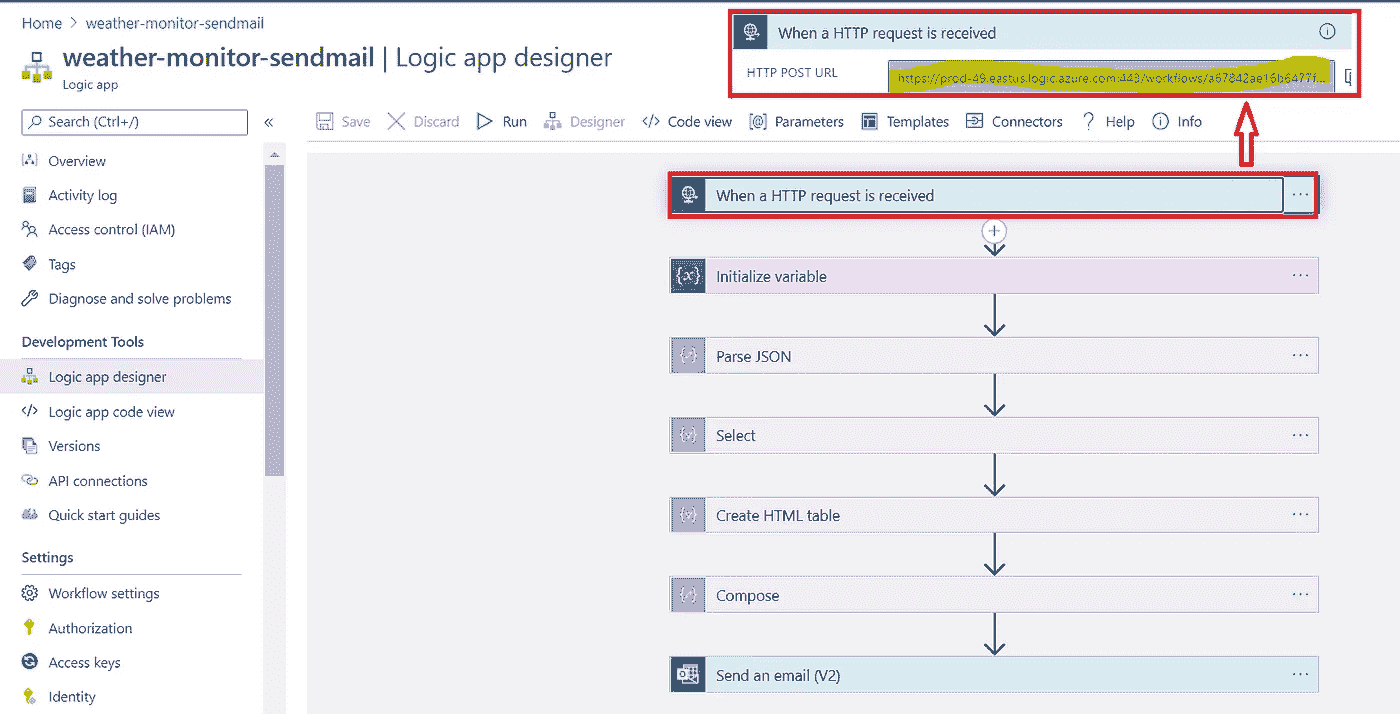 Home > weather-monitor-sendmail
weather-monitor-sendmail | Logic app designer
Logic app
When a HTTP request is received
HTTP POST URL
https://prod-49.eastus.logic.azure.com:443/workflows/a67842ae16b6477f...
Search (Ctrl+/)
«
Save Discard Run Designer Code view Parameters Templates Connectors Help Info
Overview
Activity log
Access control (IAM)
Tags
Diagnose and solve problems
Development Tools
Logic app designer
Logic app code view
Versions
API connections
Quick start guides
Settings
Workflow settings
Authorization
Access keys
Identity
When a HTTP request is received
Initialize variable
Parse JSON
Select
Create HTML table
Compose
Send an email (V2)